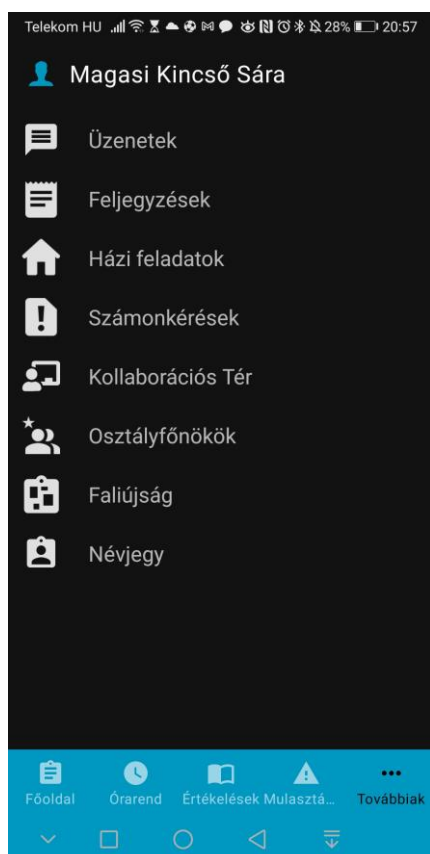 Telekom HU 28% 20:57
Magasi Kincső Sára
Üzenetek
Feljegyzések
Házi feladatok
Számonkérések
Kollaborációs Tér
Osztályfőnökök
Faliújság
Névjegy
Főoldal Órarend Értékelések Mulasztá... Továbbiak